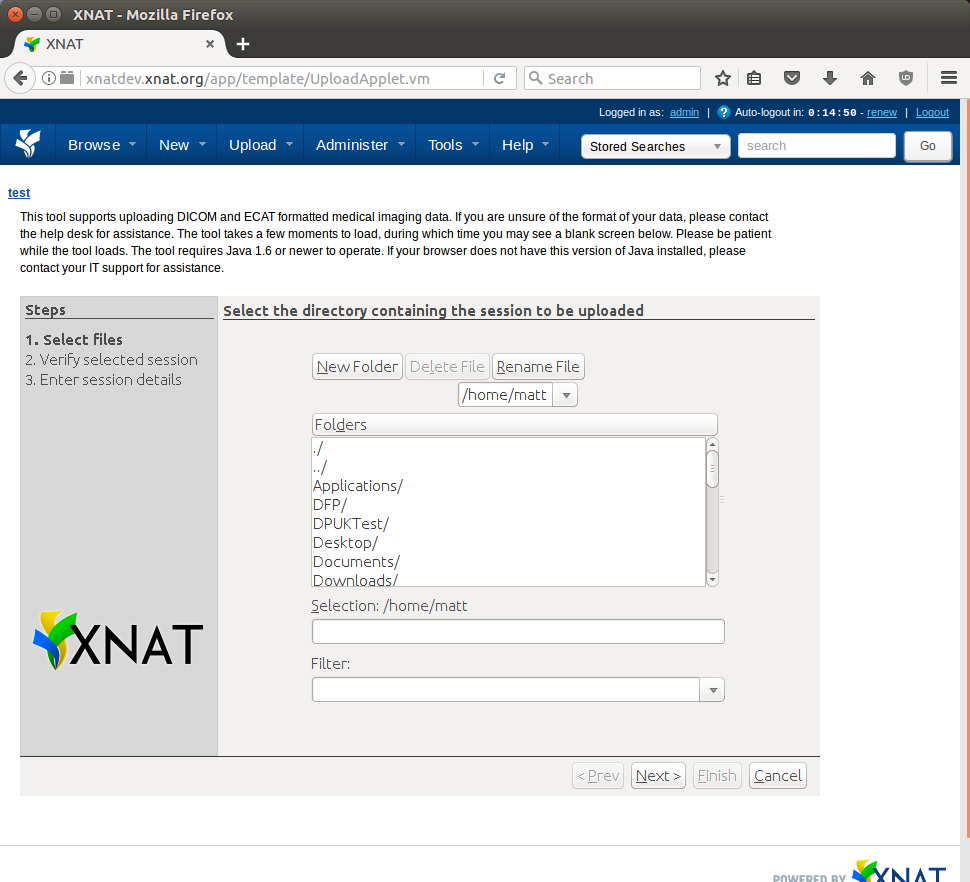 XNAT - Mozilla Firefox
XNAT
xnatdev.xnat.org/app/template/UploadApplet.vm
Search
Logged in as: admin | ? Auto-logout in: 0:14:50 - renew | Logout
Browse New Upload Administer Tools Help Stored Searches search Go
test
This tool supports uploading DICOM and ECAT formatted medical imaging data. If you are unsure of the format of your data, please contact
the help desk for assistance. The tool takes a few moments to load, during which time you may see a blank screen below. Please be patient
while the tool loads. The tool requires Java 1.6 or newer to operate. If your browser does not have this version of Java installed, please
contact your IT support for assistance.
Steps
1. Select files
2. Verify selected session
3. Enter session details
XNAT
Select the directory containing the session to be uploaded
New Folder Delete File Rename File
/home/matt
Folders
./
../
Applications/
DFP/
DPUKTest/
Desktop/
Documents/
Downloads/
Selection: /home/matt
Filter:
< Prev Next > Finish Cancel
POWERED BY XNAT